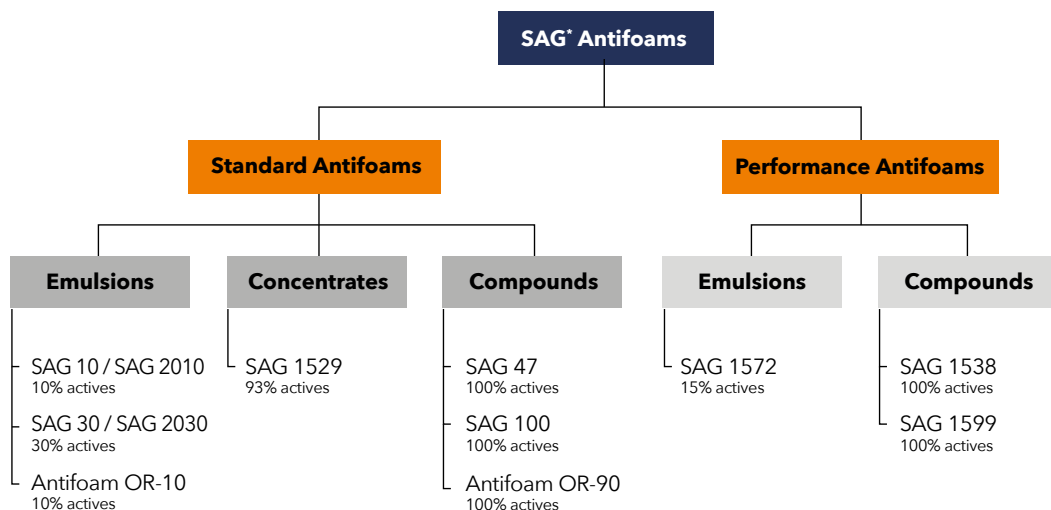 SAG* Antifoams
Standard Antifoams
Performance Antifoams
Emulsions
Concentrates
Compounds
Emulsions
Compounds
SAG 10 / SAG 2010
10% actives
SAG 30 / SAG 2030
30% actives
Antifoam OR-10
10% actives
SAG 1529
93% actives
SAG 47
100% actives
SAG 100
100% actives
Antifoam OR-90
100% actives
SAG 1572
15% actives
SAG 1538
100% actives
SAG 1599
100% actives